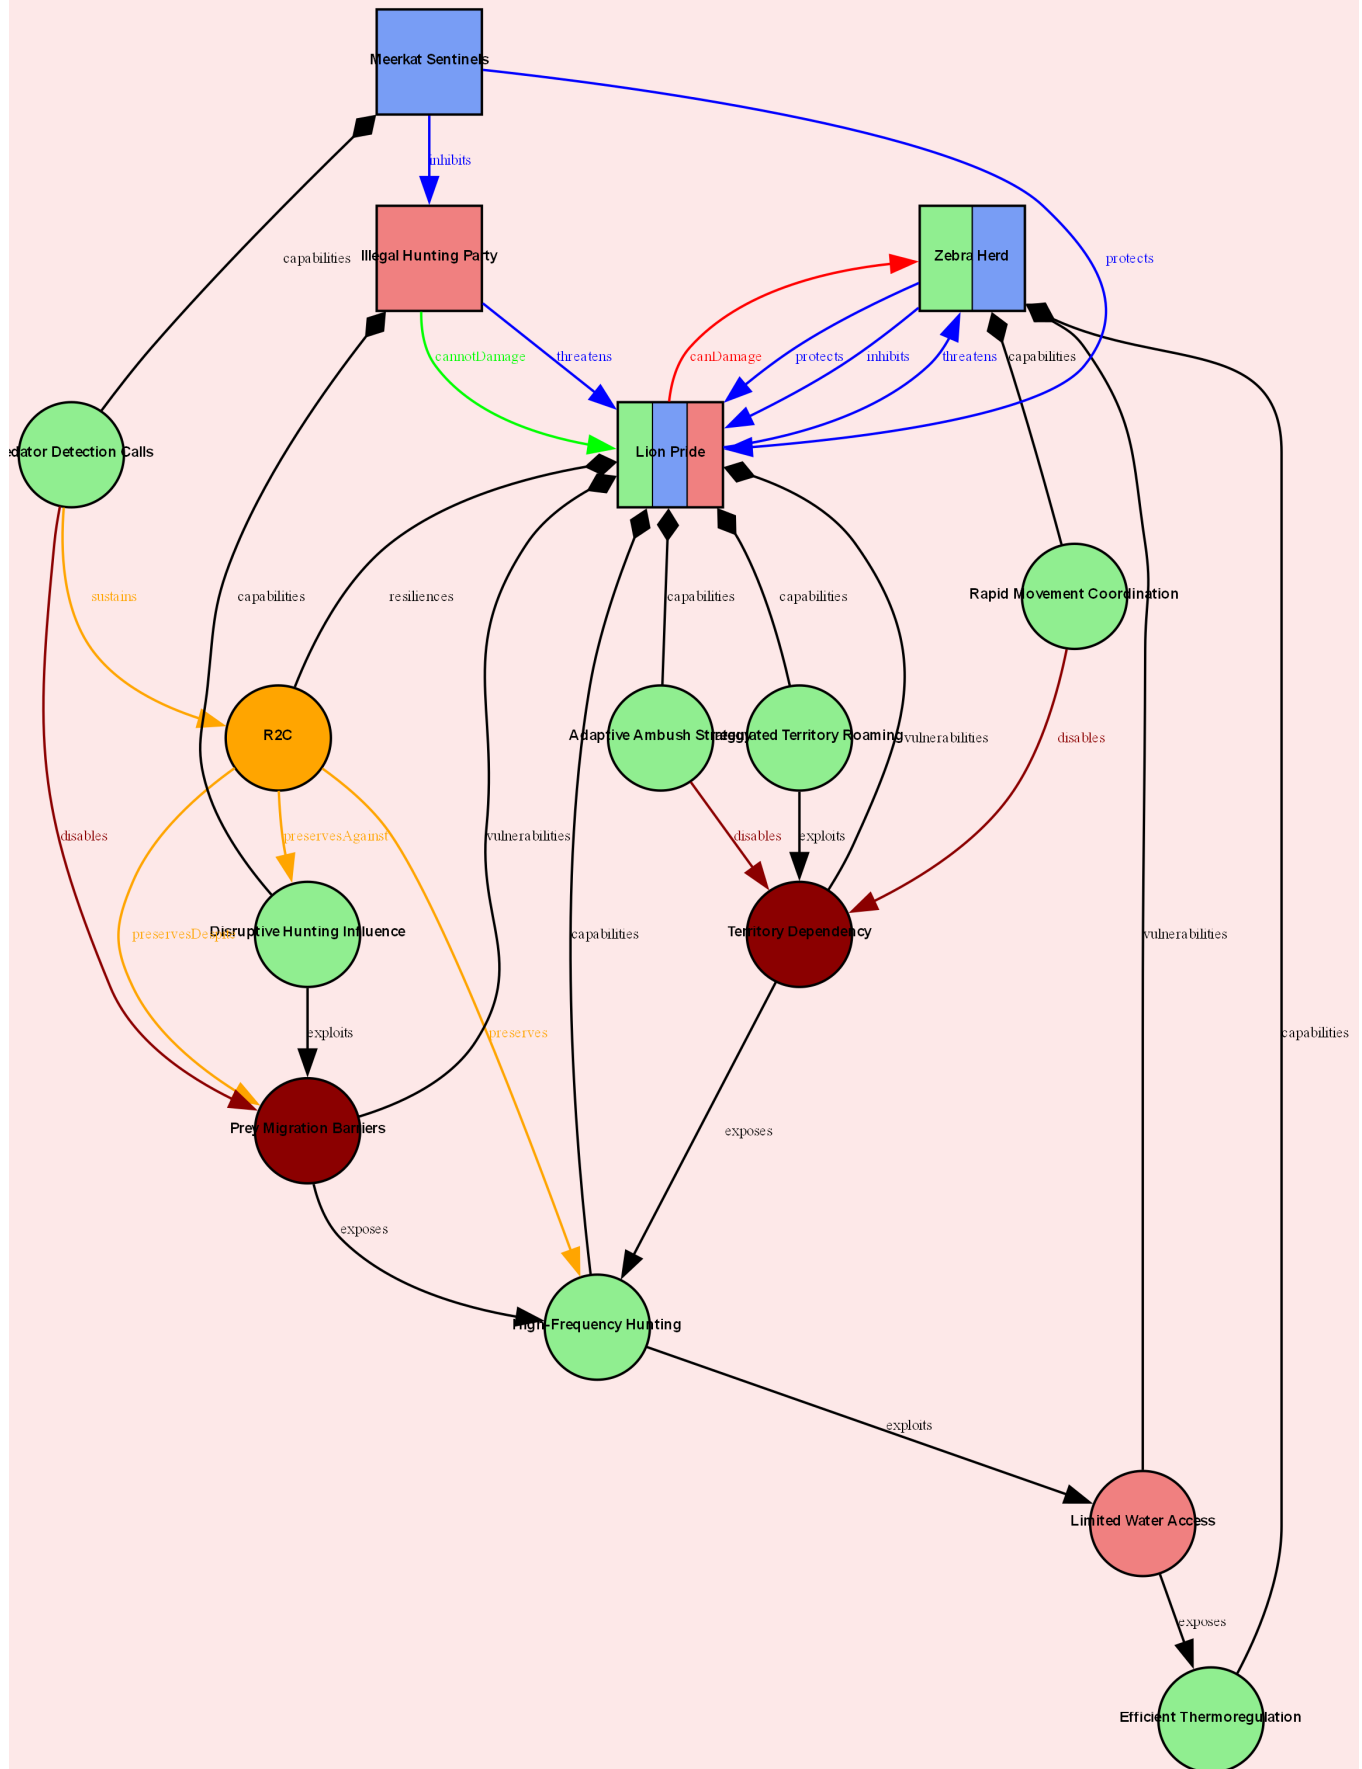 Meerkat Sentinels
inhibits
capabilities
Illegal Hunting Party
Zebra Herd
protects
cannotDamage
threatens
canDamage
protects
inhibits
threatens
capabilities
edator Detection Calls
Lion Pride
sustains
capabilities
resiliences
capabilities
capabilities
Rapid Movement Coordination
R2C
Adaptive Ambush Strategy
Territory Roaming
vulnerabilities
disables
disables
preservesAgainst
vulnerabilities
disables
exploits
Disruptive Hunting Influence
capabilities
Territory Dependency
vulnerabilities
exploits
preserves
capabilities
Prey Migration Barriers
exposes
exposes
High-Frequency Hunting
exploits
Limited Water Access
exposes
Efficient Thermoregulation